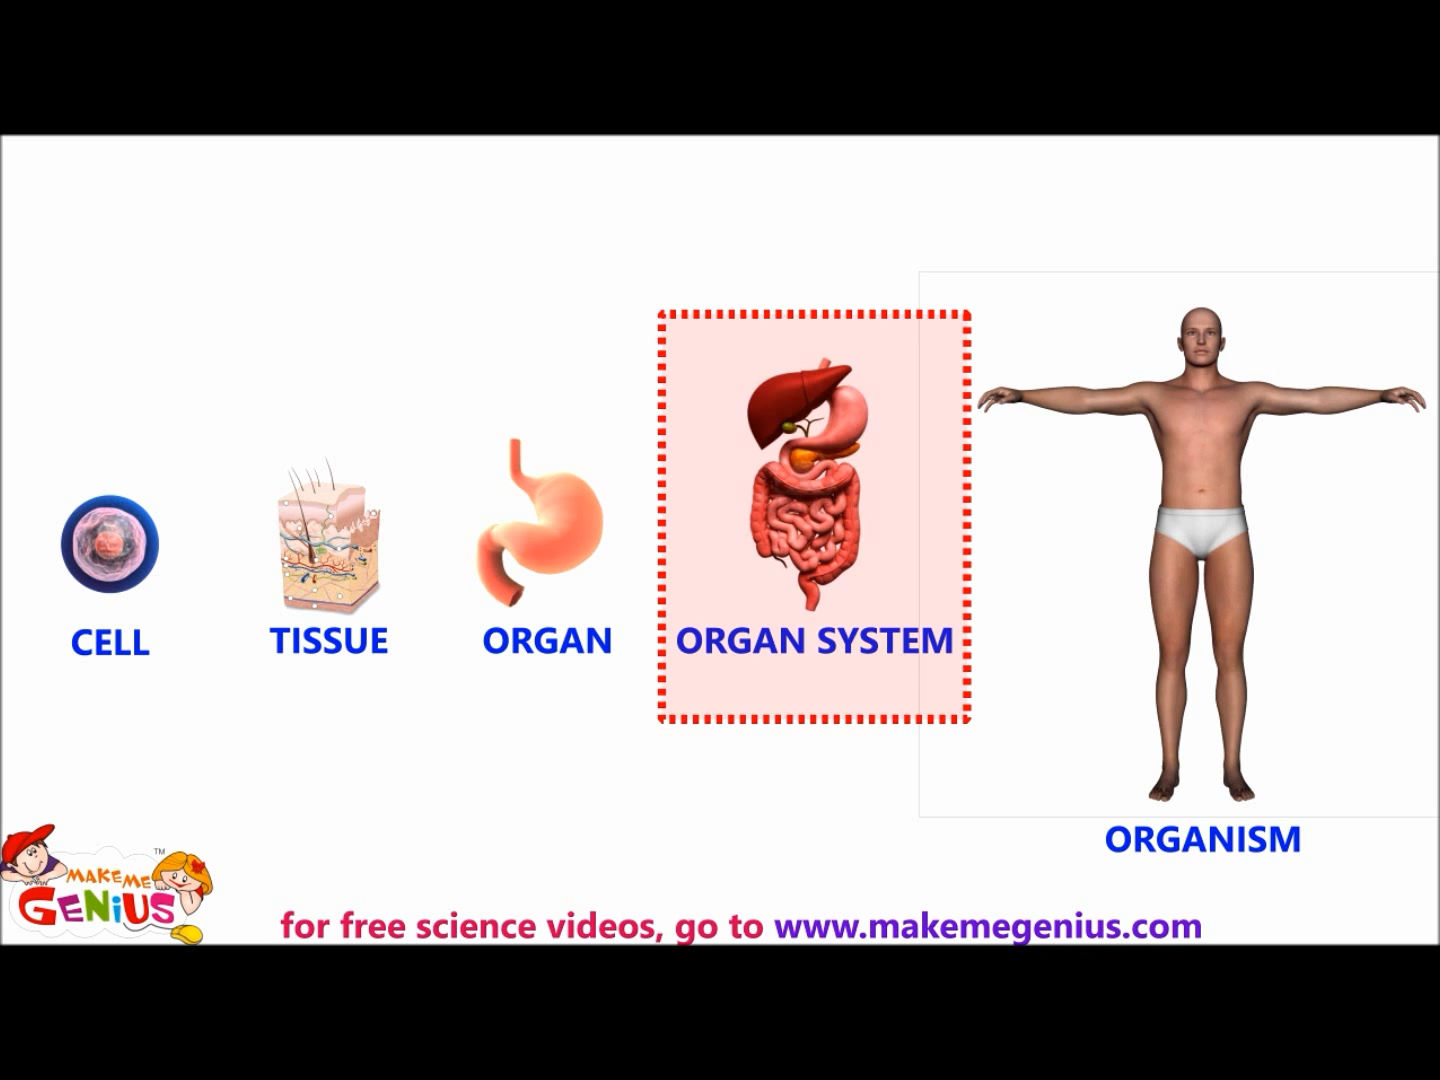 CELL
TISSUE
ORGAN
ORGAN SYSTEM
ORGANISM
MAKE ME
GENiUS
TM
for free science videos, go to www.makemegenius.com